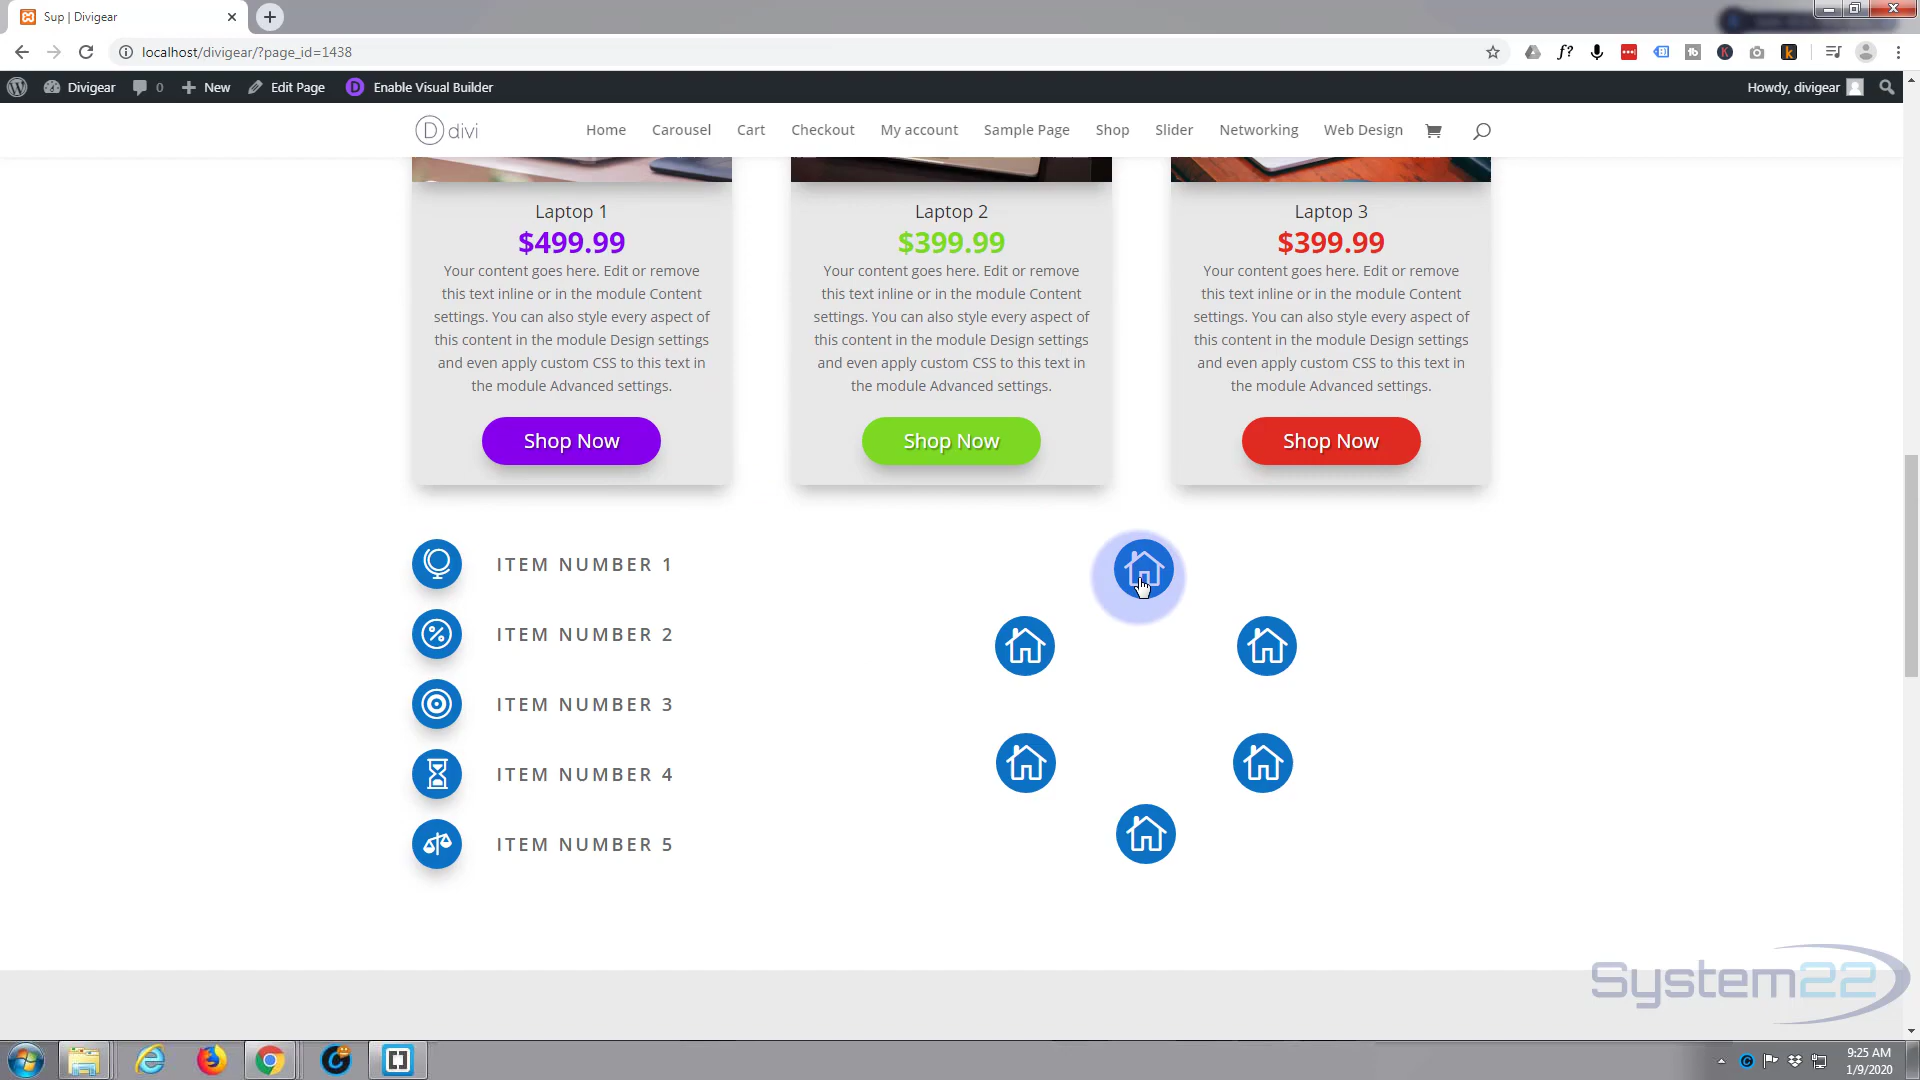 Sup | Divigear
localhost/divigear/?page_id=1438
Divigear 0 New Edit Page Enable Visual Builder Howdy, divigear
divi Home Carousel Cart Checkout My account Sample Page Shop Slider Networking Web Design
Laptop 1
$499.99
Your content goes here. Edit or remove
this text inline or in the module Content
settings. You can also style every aspect of
this content in the module Design settings
and even apply custom CSS to this text in
the module Advanced settings.
Shop Now
Laptop 2
$399.99
Your content goes here. Edit or remove
this text inline or in the module Content
settings. You can also style every aspect of
this content in the module Design settings
and even apply custom CSS to this text in
the module Advanced settings.
Shop Now
Laptop 3
$399.99
Your content goes here. Edit or remove
this text inline or in the module Content
settings. You can also style every aspect of
this content in the module Design settings
and even apply custom CSS to this text in
the module Advanced settings.
Shop Now
ITEM NUMBER 1
ITEM NUMBER 2
ITEM NUMBER 3
ITEM NUMBER 4
ITEM NUMBER 5
System22
9:25 AM
1/9/2020